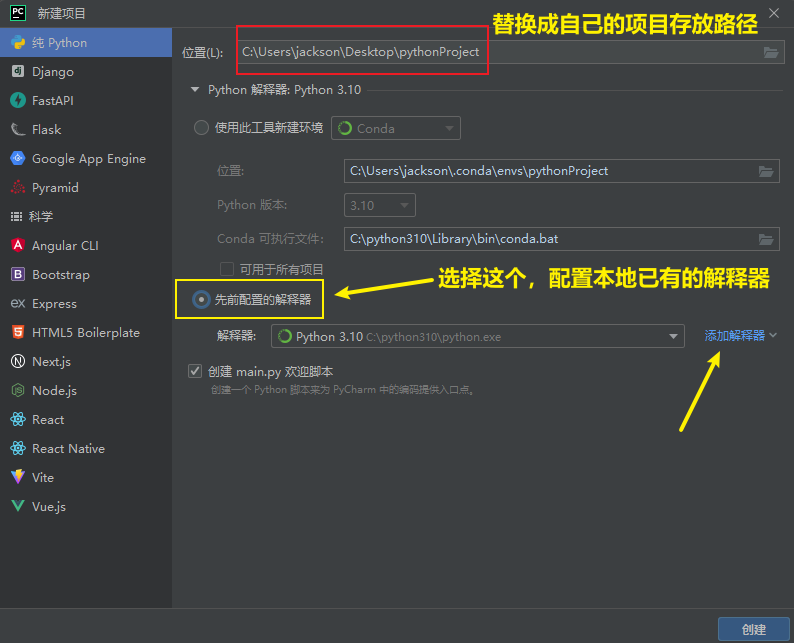 PC 新建项目
纯 Python
Django
FastAPI
Flask
Google App Engine
Pyramid
科学
Angular CLI
Bootstrap
Express
HTML5 Boilerplate
Next.js
Node.js
React
React Native
Vite
Vue.js
替换成自己的项目存放路径
位置(L): C:\Users\jackson\Desktop\pythonProject
Python 解释器: Python 3.10
使用此工具新建环境 Conda
位置: C:\Users\jackson\.conda\envs\pythonProject
Python 版本: 3.10
Conda 可执行文件: C:\python310\Library\bin\conda.bat
可用于所有项目
选择这个，配置本地已有的解释器
先前配置的解释器
解释器: Python 3.10 C:\python310\python.exe 添加解释器
创建 main.py 欢迎脚本
创建一个 Python 脚本来为 PyCharm 中的编码提供入口点。
创建